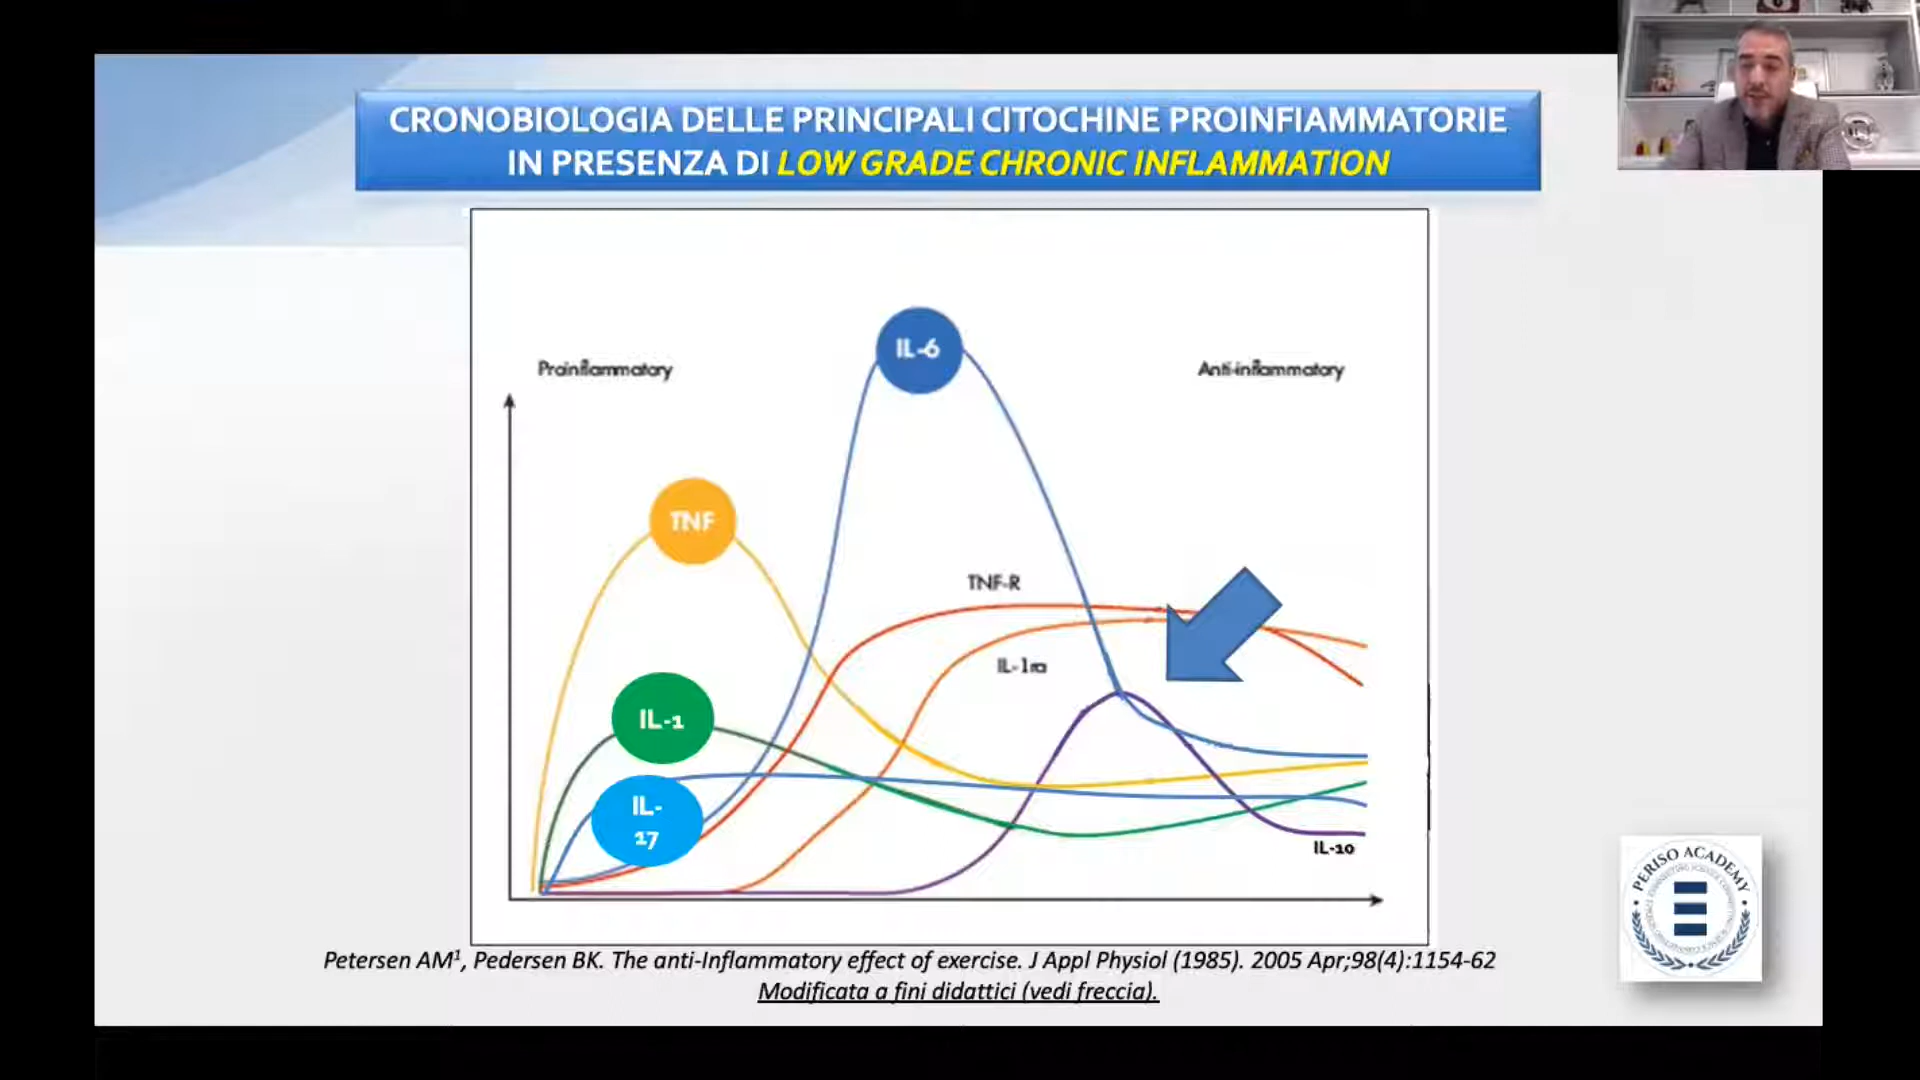 CRONOBIOLOGIA DELLE PRINCIPALI CITOCHINE PROINFIAMMATORIE
IN PRESENZA DI LOW GRADE CHRONIC INFLAMMATION
IL-6
Proinflammatory
Anti-inflammatory
TNF
TNF-R
IL-1ra
IL-1
IL-
17
IL-10
PERISO ACADEMY
Petersen AM¹, Pedersen BK. The anti-Inflammatory effect of exercise. J Appl Physiol (1985). 2005 Apr;98(4):1154-62
Modificata a fini didattici (vedi freccia).